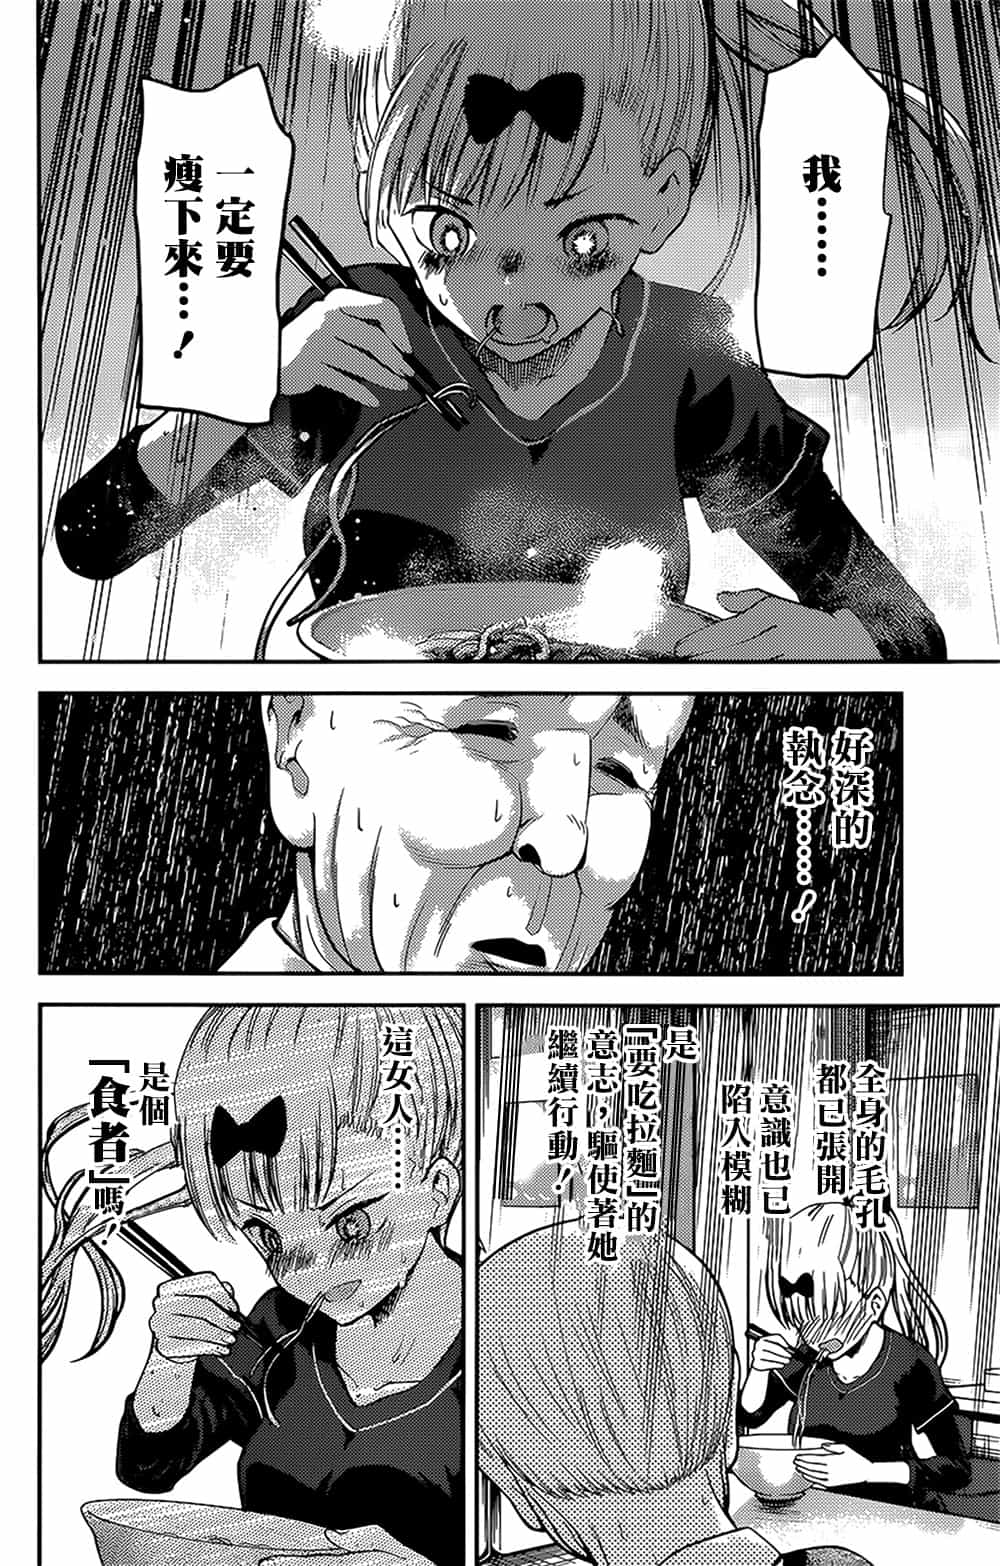 我……
一定要
瘦下來……！
好深的
執念……！
全身的毛孔
都已張開
意識也已
陷入模糊
是
「要吃拉麵」的
意志，驅使著她
繼續行動！
這女人……
是個
「食者」嗎！